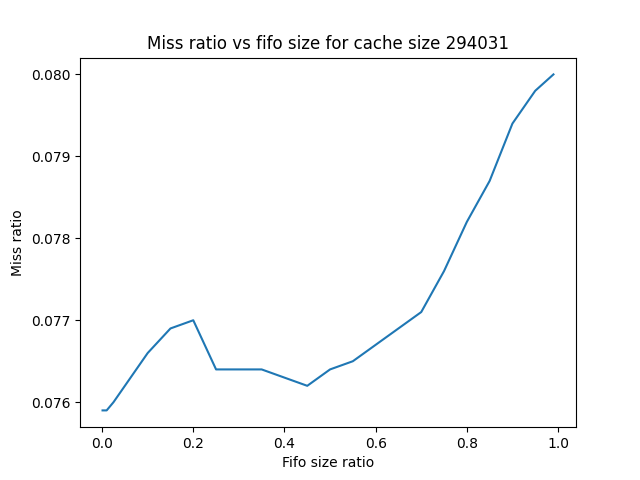 Miss ratio vs fifo size for cache size 294031
0.080
0.079
0.078
0.077
0.076
Miss ratio
0.0 0.2 0.4 0.6 0.8 1.0
Fifo size ratio